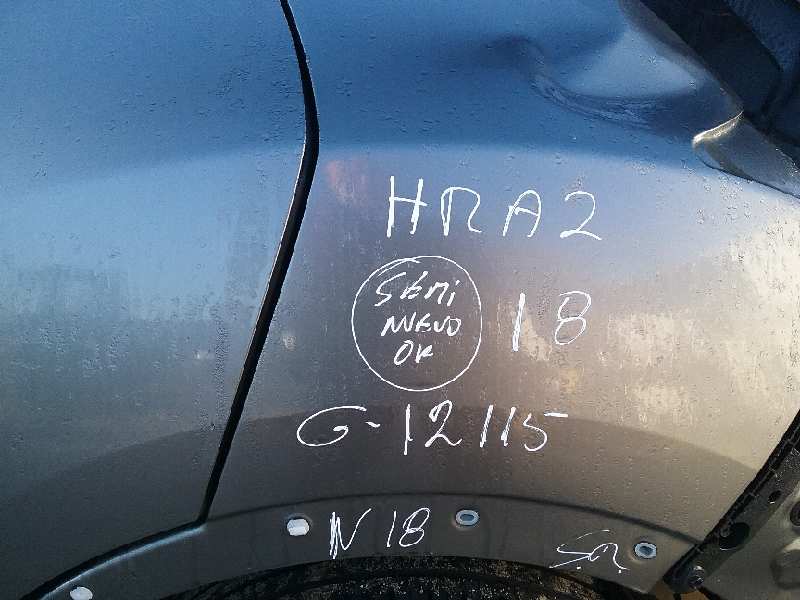 HRA2
SEMI
NUEVO
OK
18
G-12115
N 18